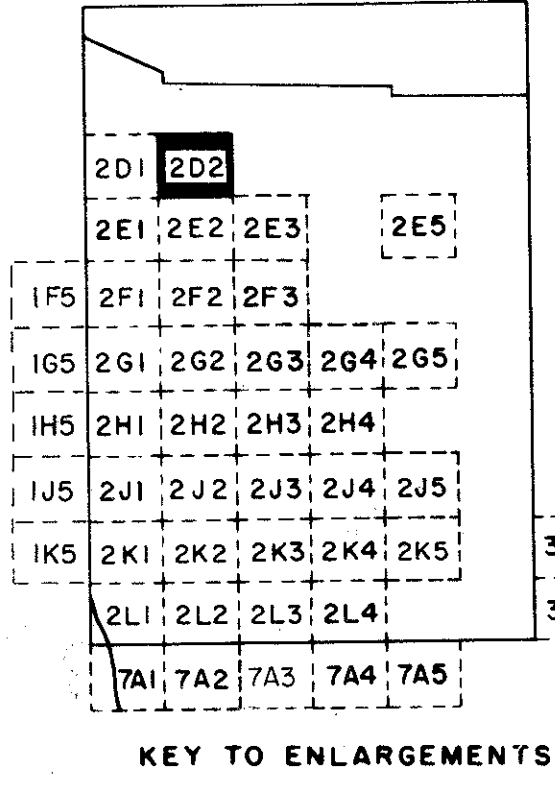 2D1 2D2
2E1 2E2 2E3 2E5
1F5 2F1 2F2 2F3
1G5 2G1 2G2 2G3 2G4 2G5
1H5 2H1 2H2 2H3 2H4
1J5 2J1 2J2 2J3 2J4 2J5
1K5 2K1 2K2 2K3 2K4 2K5 3
2L1 2L2 2L3 2L4 3
7A1 7A2 7A3 7A4 7A5
KEY TO ENLARGEMENTS